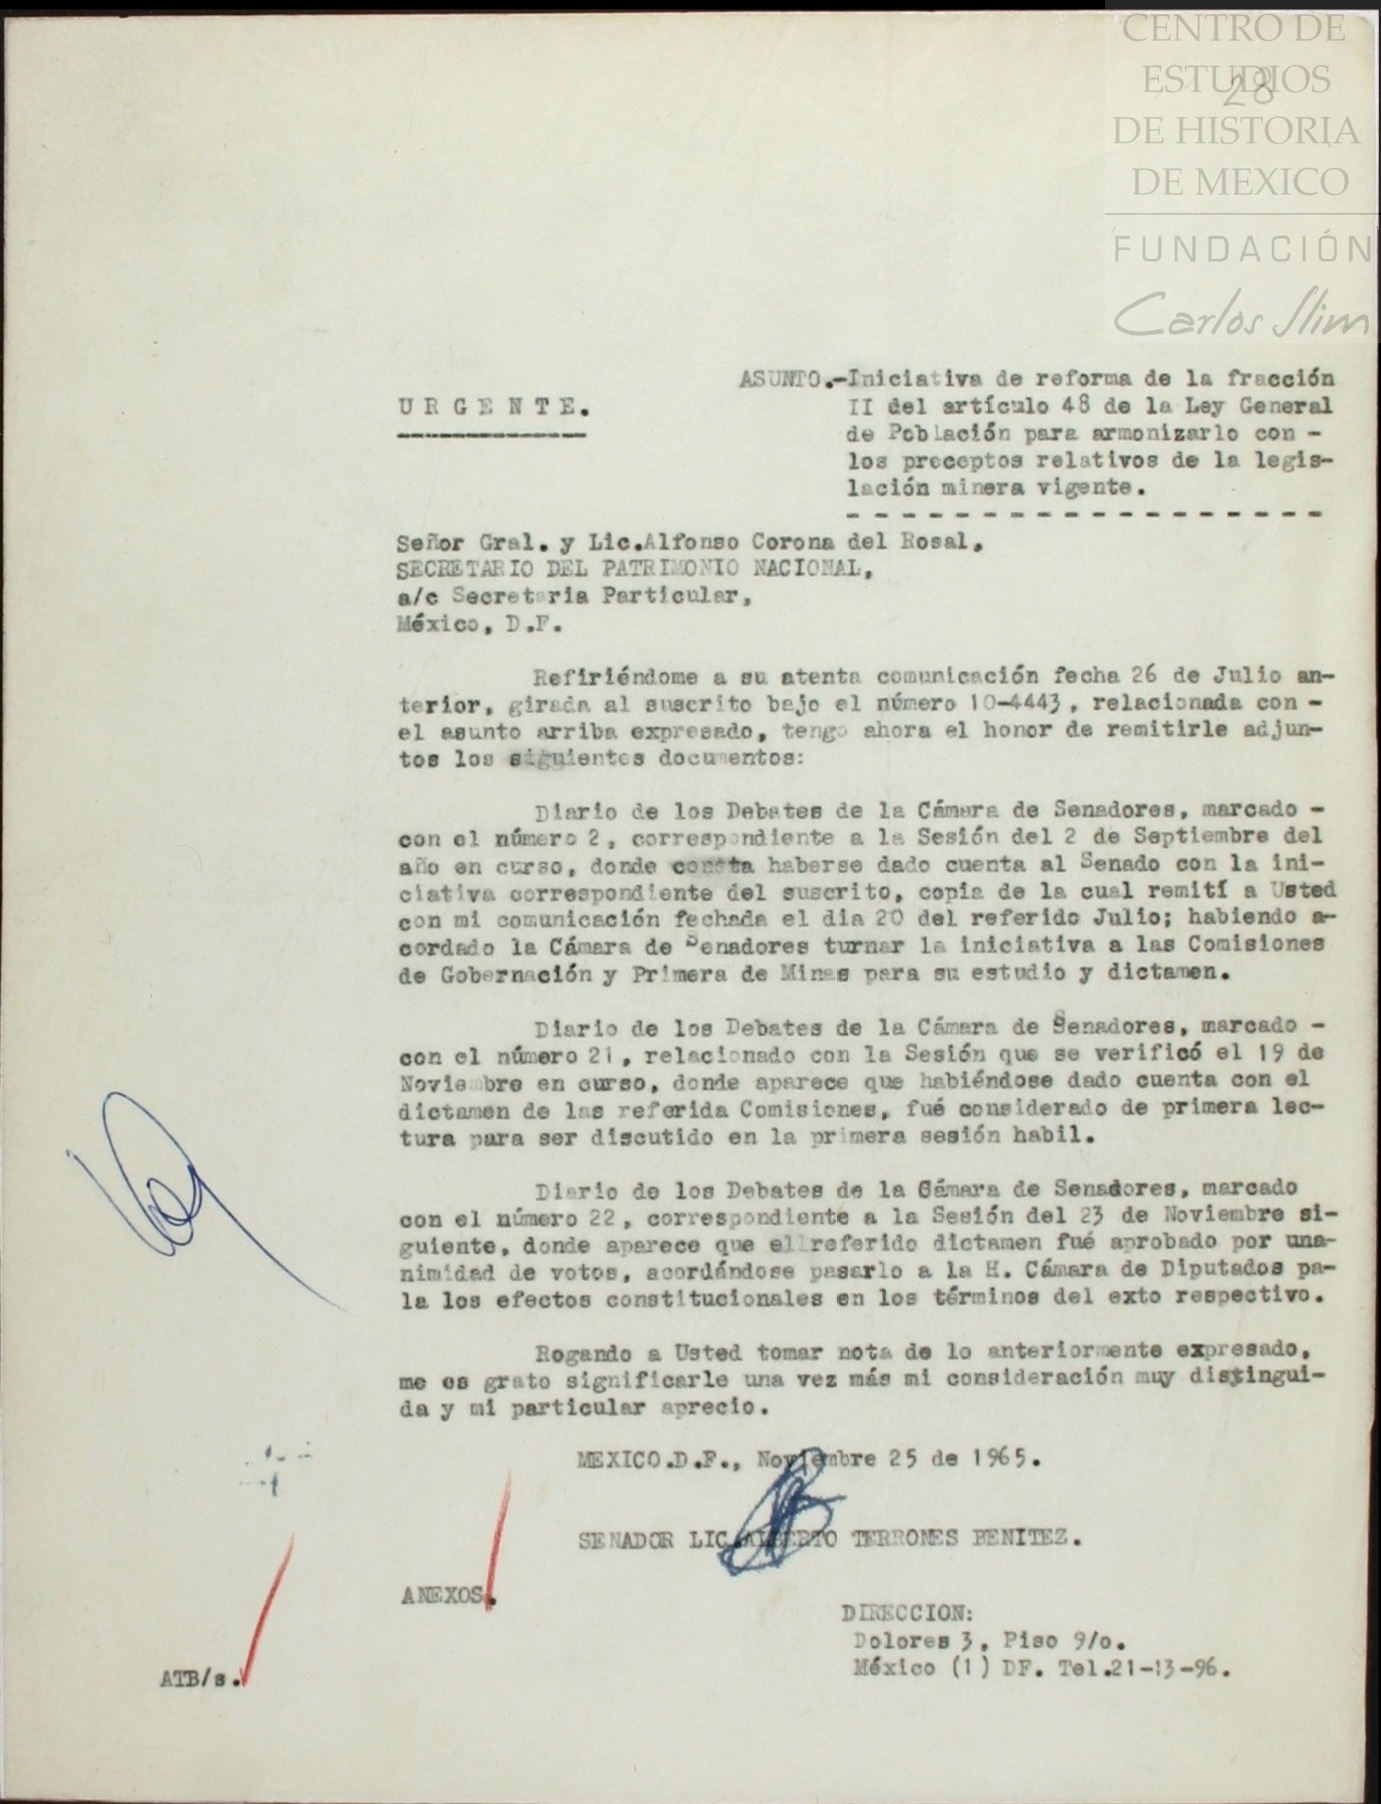 CENTRO DE
ESTUDIOS
28
DE HISTORIA
DE MEXICO
FUNDACIÓN
Carlos Slim
ASUNTO.-Iniciativa de reforma de la fracción
URGENTE.
II del artículo 48 de la Ley General
de Población para armonizarlo con -
los preceptos relativos de la legis-
lación minera vigente.
Señor Gral. y Lic.Alfonso Corona del Rosal,
SECRETARIO DEL PATRIMONIO NACIONAL,
a/c Secretaria Particular,
México, D.F.
Refiriéndome a su atenta comunicación fecha 26 de Julio an-
terior, girada al suscrito bajo el número 10-4443, relacionada con -
el asunto arriba expresado, tengo ahora el honor de remitirle adjun-
tos los siguientes documentos:
Diario de los Debates de la Cámara de Senadores, marcado -
con el número 2, correspondiente a la Sesión del 2 de Septiembre del
año en curso, donde consta haberse dado cuenta al Senado con la ini-
ciativa correspondiente del suscrito, copia de la cual remití a Usted
con mi comunicación fechada el dia 20 del referido Julio; habiendo a-
cordado la Cámara de Senadores turnar la iniciativa a las Comisiones
de Gobernación y Primera de Minas para su estudio y dictamen.
Diario de los Debates de la Cámara de Senadores, marcado -
con el número 21, relacionado con la Sesión que se verificó el 19 de
Noviembre en curso, donde aparece que habiéndose dado cuenta con el
dictamen de las referida Comisiones, fué considerado de primera lec-
tura para ser discutido en la primera sesión habil.
Diario de los Debates de la Cámara de Senadores, marcado
con el número 22, correspondiente a la Sesión del 23 de Noviembre si-
guiente, donde aparece que el referido dictamen fué aprobado por una-
nimidad de votos, acordándose pasarlo a la H. Cámara de Diputados pa-
la los efectos constitucionales en los términos del exto respectivo.
Rogando a Usted tomar nota de lo anteriormente expresado,
me es grato significarle una vez más mi consideración muy distingui-
da y mi particular aprecio.
MEXICO.D.F., Noviembre 25 de 1965.
SENADOR LIC.ALBERTO TERRONES BENITEZ.
ANEXOS.
DIRECCION:
Dolores 3, Piso 9/o.
México (1) DF. Tel.21-13-96.
ATB/s.